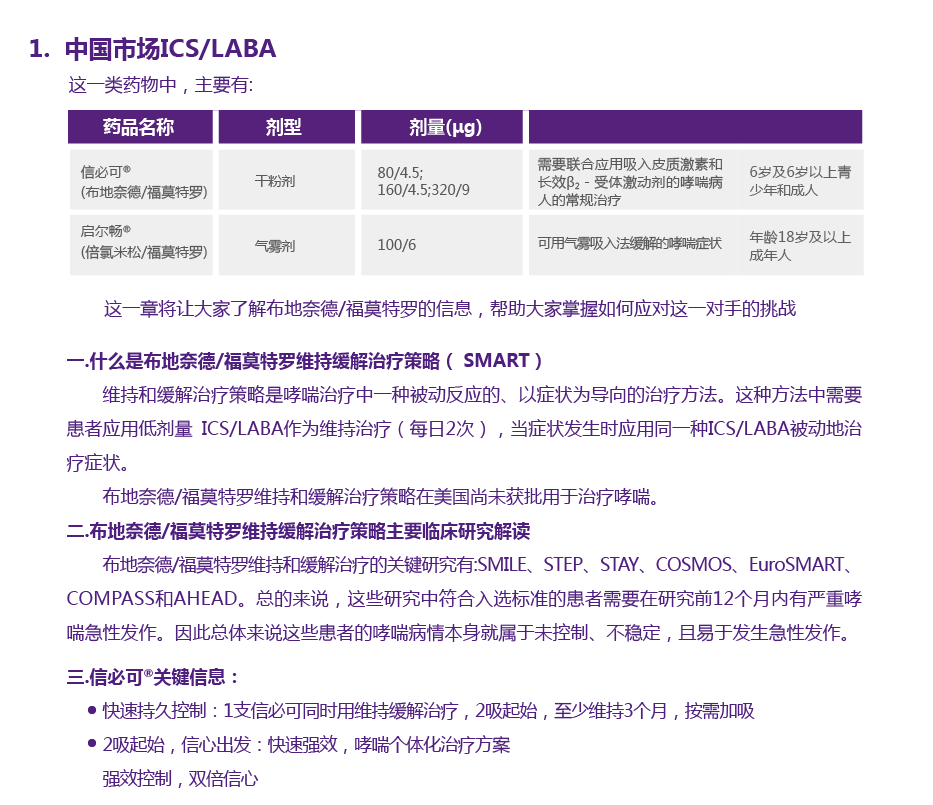 1. 中国市场ICS/LABA
这一类药物中，主要有:
药品名称 剂型 剂量(μg)
信必可®
(布地奈德/福莫特罗)
干粉剂
80/4.5;
160/4.5;320/9
需要联合应用吸入皮质激素和
长效β₂ - 受体激动剂的哮喘病
人的常规治疗
6岁及6岁以上青
少年和成人
启尔畅®
(倍氯米松/福莫特罗)
气雾剂
100/6
可用气雾吸入法缓解的哮喘症状
年龄18岁及以上
成年人
这一章将让大家了解布地奈德/福莫特罗的信息，帮助大家掌握如何应对这一对手的挑战
一.什么是布地奈德/福莫特罗维持缓解治疗策略（ SMART）
维持和缓解治疗策略是哮喘治疗中一种被动反应的、以症状为导向的治疗方法。这种方法中需要
患者应用低剂量 ICS/LABA作为维持治疗（每日2次），当症状发生时应用同一种ICS/LABA被动地治
疗症状。
布地奈德/福莫特罗维持和缓解治疗策略在美国尚未获批用于治疗哮喘。
二.布地奈德/福莫特罗维持缓解治疗策略主要临床研究解读
布地奈德/福莫特罗维持和缓解治疗的关键研究有:SMILE、STEP、STAY、COSMOS、EuroSMART、
COMPASS和AHEAD。总的来说，这些研究中符合入选标准的患者需要在研究前12个月内有严重哮
喘急性发作。因此总体来说这些患者的哮喘病情本身就属于未控制、不稳定，且易于发生急性发作。
三.信必可®关键信息：
● 快速持久控制：1支信必可同时用维持缓解治疗，2吸起始，至少维持3个月，按需加吸
● 2吸起始，信心出发：快速强效，哮喘个体化治疗方案
强效控制，双倍信心